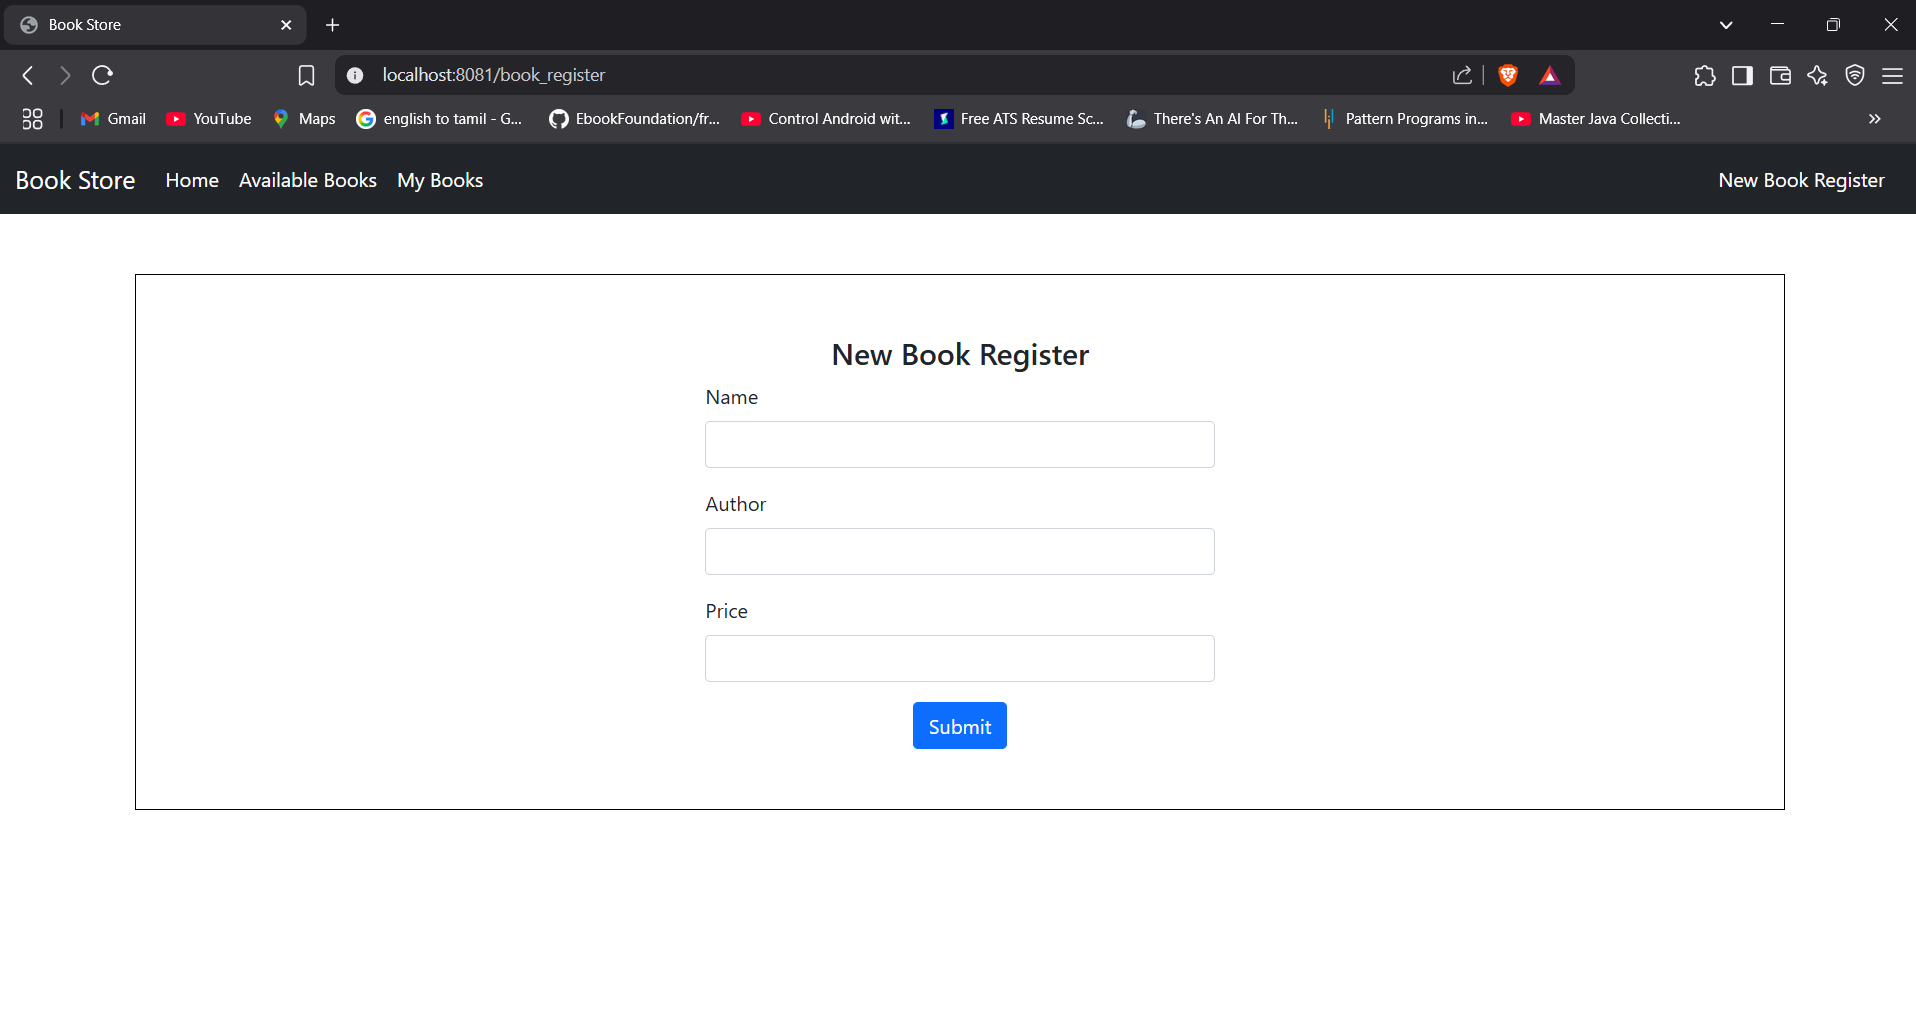 Book Store
localhost:8081/book_register
Gmail YouTube Maps english to tamil - G... EbookFoundation/fr... Control Android wit... Free ATS Resume Sc... There's An AI For Th... Pattern Programs in... Master Java Collecti...
Book Store Home Available Books My Books New Book Register
New Book Register
Name
Author
Price
Submit